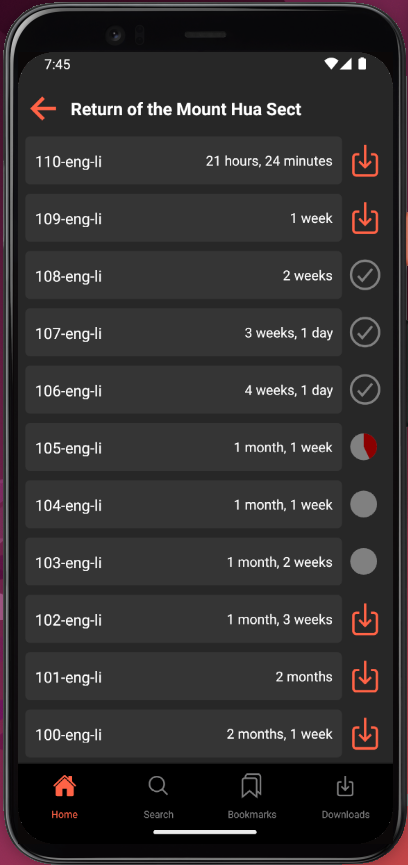 7:45
Return of the Mount Hua Sect
110-eng-li 21 hours, 24 minutes
109-eng-li 1 week
108-eng-li 2 weeks
107-eng-li 3 weeks, 1 day
106-eng-li 4 weeks, 1 day
105-eng-li 1 month, 1 week
104-eng-li 1 month, 1 week
103-eng-li 1 month, 2 weeks
102-eng-li 1 month, 3 weeks
101-eng-li 2 months
100-eng-li 2 months, 1 week
Home Search Bookmarks Downloads